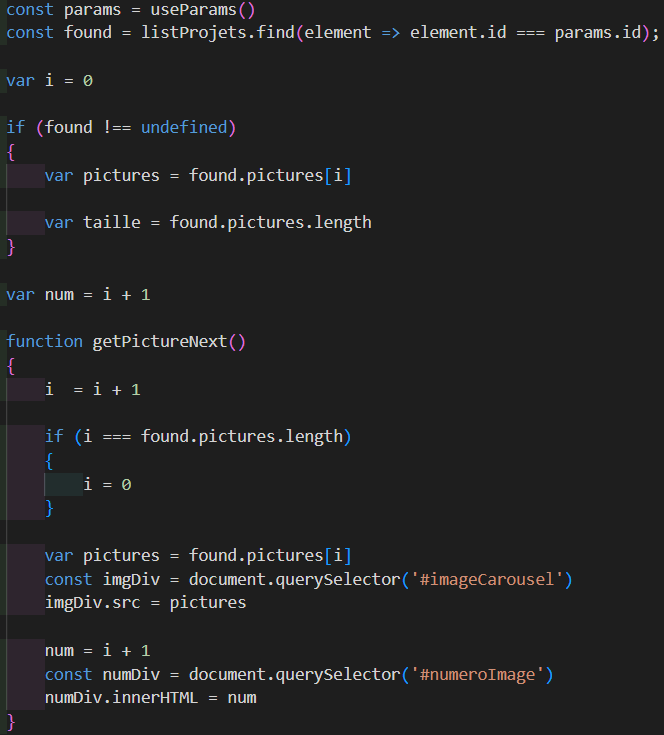 const params = useParams()
const found = listProjets.find(element => element.id === params.id);
var i = 0
if (found !== undefined)
{
var pictures = found.pictures[i]
var taille = found.pictures.length
}
var num = i + 1
function getPictureNext()
{
i  = i + 1
if (i === found.pictures.length)
{
i = 0
}
var pictures = found.pictures[i]
const imgDiv = document.querySelector('#imageCarousel')
imgDiv.src = pictures
num = i + 1
const numDiv = document.querySelector('#numeroImage')
numDiv.innerHTML = num
}